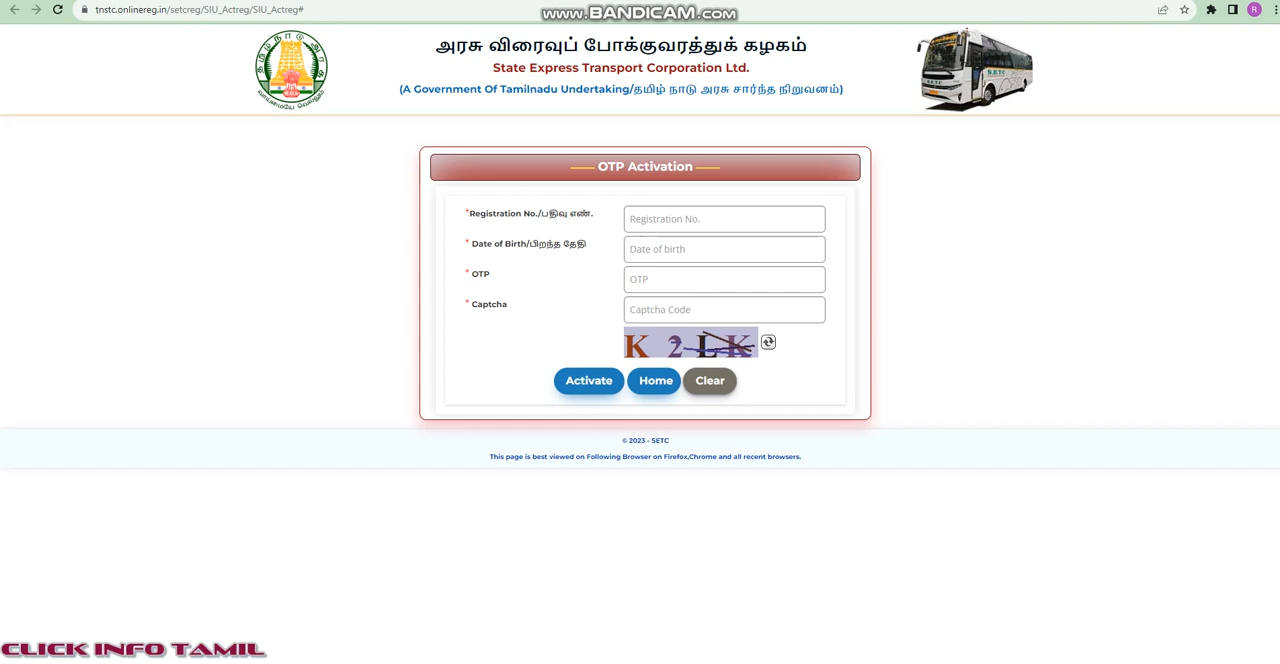 tnstc.onlinereg.in/setcreg/SIU_Actreg/SIU_Actreg#
www.BANDICAM.com
R
தமிழ்நாடு அரசு
வாய்மையே வெல்லும்
அரசு விரைவுப் போக்குவரத்துக் கழகம்
State Express Transport Corporation Ltd.
(A Government Of Tamilnadu Undertaking/தமிழ் நாடு அரசு சார்ந்த நிறுவனம்)
S.E.T.C
SETC
OTP Activation
*Registration No./பதிவு எண்.
Registration No.
* Date of Birth/பிறந்த தேதி
Date of birth
* OTP
OTP
* Captcha
Captcha Code
K 2 L K
Activate
Home
Clear
© 2023 - SETC
This page is best viewed on Following Browser on Firefox,Chrome and all recent browsers.
CLICK INFO TAMIL